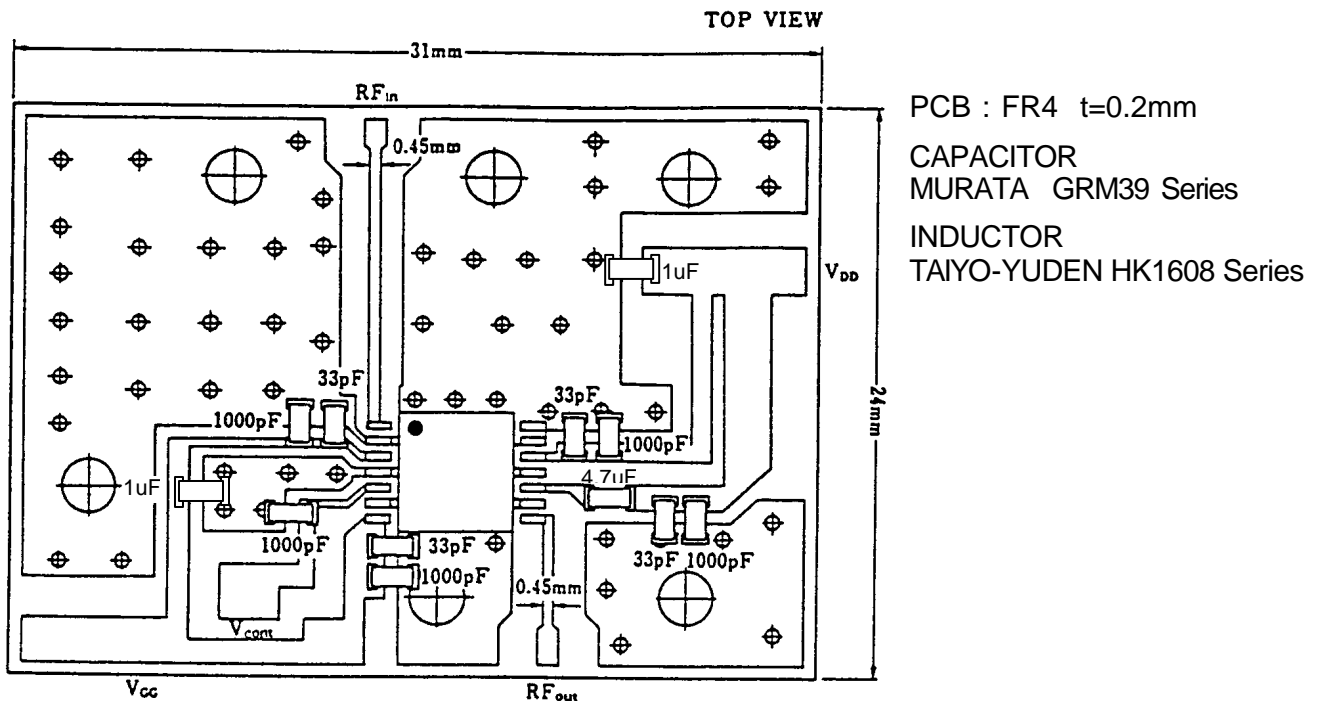 TOP VIEW
31mm
RFin
0.45mm
PCB : FR4 t=0.2mm
CAPACITOR
MURATA GRM39 Series
INDUCTOR
TAIYO-YUDEN HK1608 Series
1uF
VDD
24mm
33pF
33pF
1000pF
1000pF
1uF
4.7uF
1000pF
33pF
33pF 1000pF
1000pF
0.45mm
Vcont
VGG
RFout